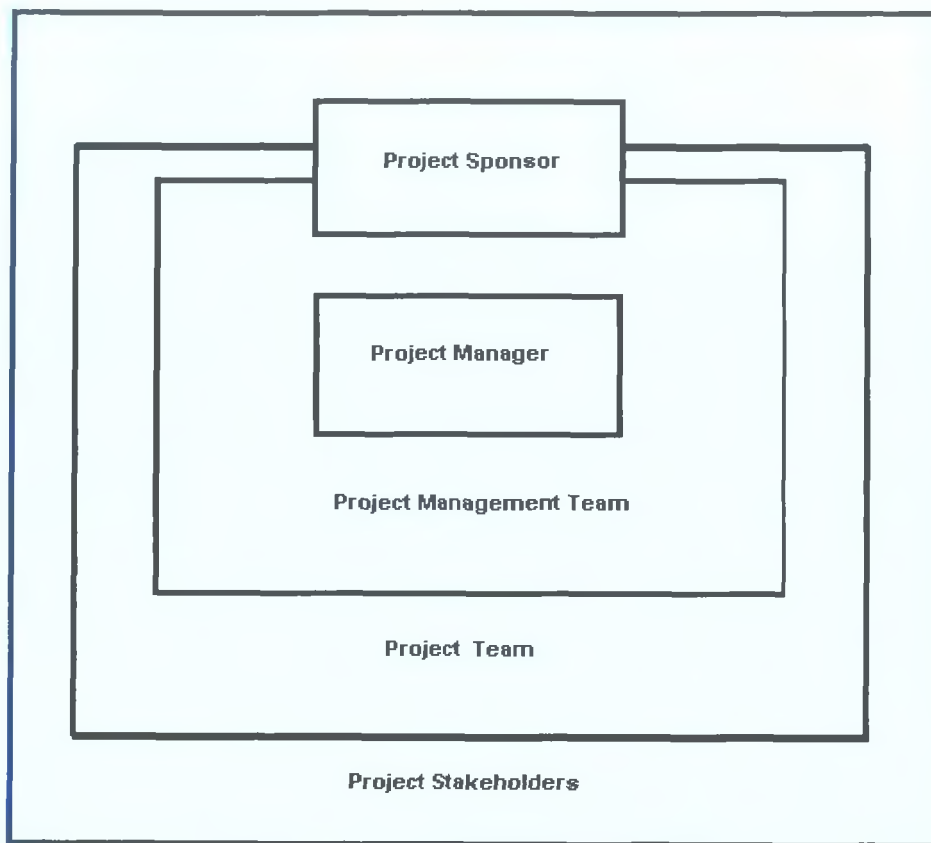 Project Sponsor
Project Manager
Project Management Team
Project Team
Project Stakeholders